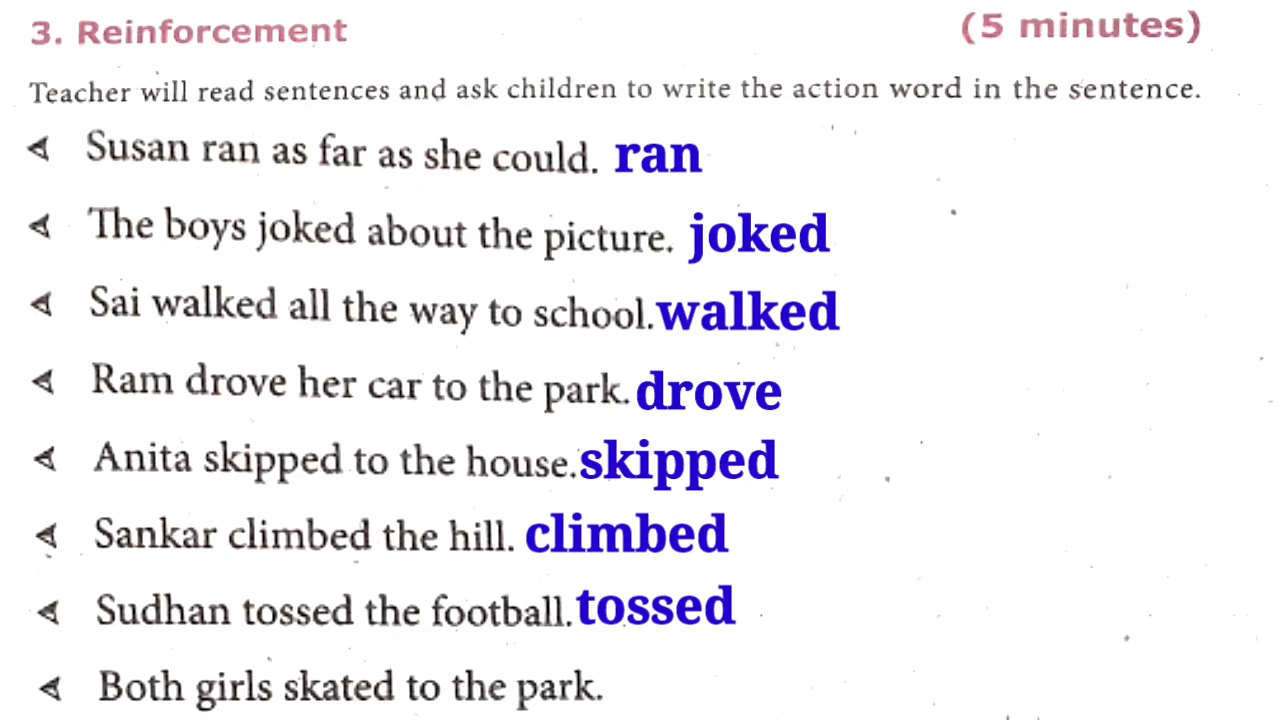 3. Reinforcement (5 minutes)
Teacher will read sentences and ask children to write the action word in the sentence.
Susan ran as far as she could. ran
The boys joked about the picture. joked
Sai walked all the way to school. walked
Ram drove her car to the park. drove
Anita skipped to the house. skipped
Sankar climbed the hill. climbed
Sudhan tossed the football. tossed
Both girls skated to the park.